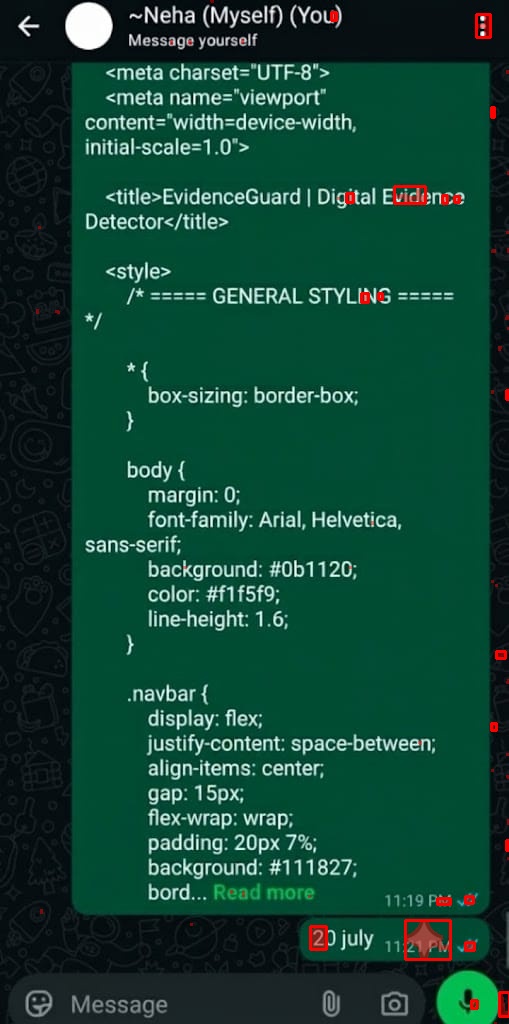 ~Neha (Myself) (You)
Message yourself
<meta charset="UTF-8">
<meta name="viewport"
content="width=device-width,
initial-scale=1.0">
<title>EvidenceGuard | Digital Evidence
Detector</title>
<style>
/* ===== GENERAL STYLING =====
*/
* {
box-sizing: border-box;
}
body {
margin: 0;
font-family: Arial, Helvetica,
sans-serif;
background: #0b1120;
color: #f1f5f9;
line-height: 1.6;
}
.navbar {
display: flex;
justify-content: space-between;
align-items: center;
gap: 15px;
flex-wrap: wrap;
padding: 20px 7%;
background: #111827;
bord... Read more
11:19 PM
20 july
11:21 PM
Message